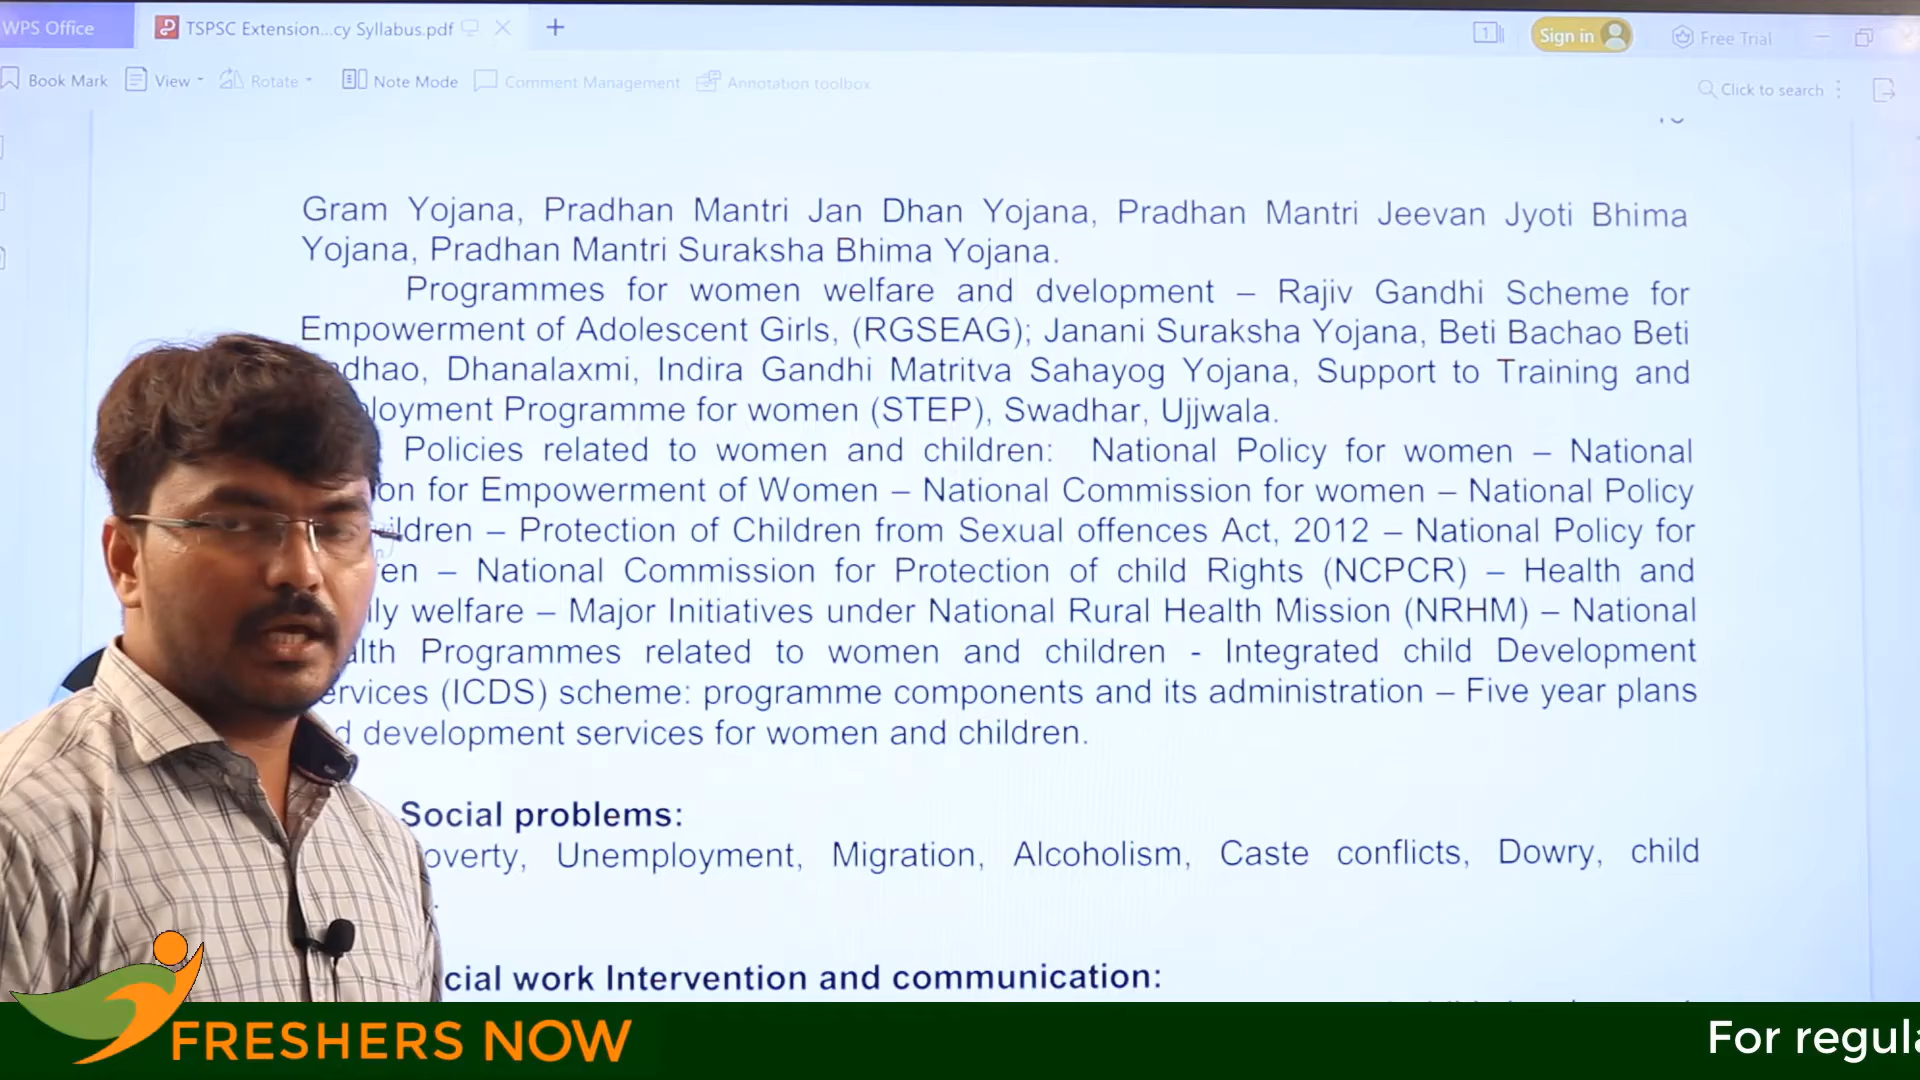 WPS Office
TSPSC Extension...cy Syllabus.pdf
Sign in
Free Trial
Book Mark View Rotate Note Mode Comment Management Annotation toolbox
Click to search
Gram Yojana, Pradhan Mantri Jan Dhan Yojana, Pradhan Mantri Jeevan Jyoti Bhima
Yojana, Pradhan Mantri Suraksha Bhima Yojana.
Programmes for women welfare and dvelopment – Rajiv Gandhi Scheme for
Empowerment of Adolescent Girls, (RGSEAG); Janani Suraksha Yojana, Beti Bachao Beti
dhao, Dhanalaxmi, Indira Gandhi Matritva Sahayog Yojana, Support to Training and
loyment Programme for women (STEP), Swadhar, Ujjwala.
Policies related to women and children: National Policy for women – National
on for Empowerment of Women – National Commission for women – National Policy
ildren – Protection of Children from Sexual offences Act, 2012 – National Policy for
en – National Commission for Protection of child Rights (NCPCR) – Health and
ly welfare – Major Initiatives under National Rural Health Mission (NRHM) – National
alth Programmes related to women and children - Integrated child Development
ervices (ICDS) scheme: programme components and its administration – Five year plans
d development services for women and children.
Social problems:
overty, Unemployment, Migration, Alcoholism, Caste conflicts, Dowry, child
cial work Intervention and communication:
FRESHERS NOW
For regula